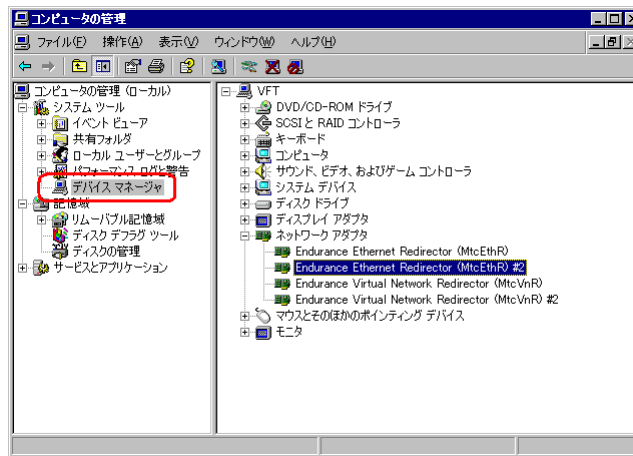 コンピュータの管理
ファイル(F) 操作(A) 表示(V) ウィンドウ(W) ヘルプ(H)
コンピュータの管理 (ローカル)
システム ツール
イベント ビューア
共有フォルダ
ローカル ユーザーとグループ
パフォーマンス ログと警告
デバイス マネージャ
記憶域
リムーバブル記憶域
ディスク デフラグ ツール
ディスクの管理
サービスとアプリケーション
VFT
DVD/CD-ROM ドライブ
SCSI と RAID コントローラ
キーボード
コンピュータ
サウンド、ビデオ、およびゲーム コントローラ
システム デバイス
ディスク ドライブ
ディスプレイ アダプタ
ネットワーク アダプタ
Endurance Ethernet Redirector (MtcEthR)
Endurance Ethernet Redirector (MtcEthR) #2
Endurance Virtual Network Redirector (MtcVnR)
Endurance Virtual Network Redirector (MtcVnR) #2
マウスとそのほかのポインティング デバイス
モニタ